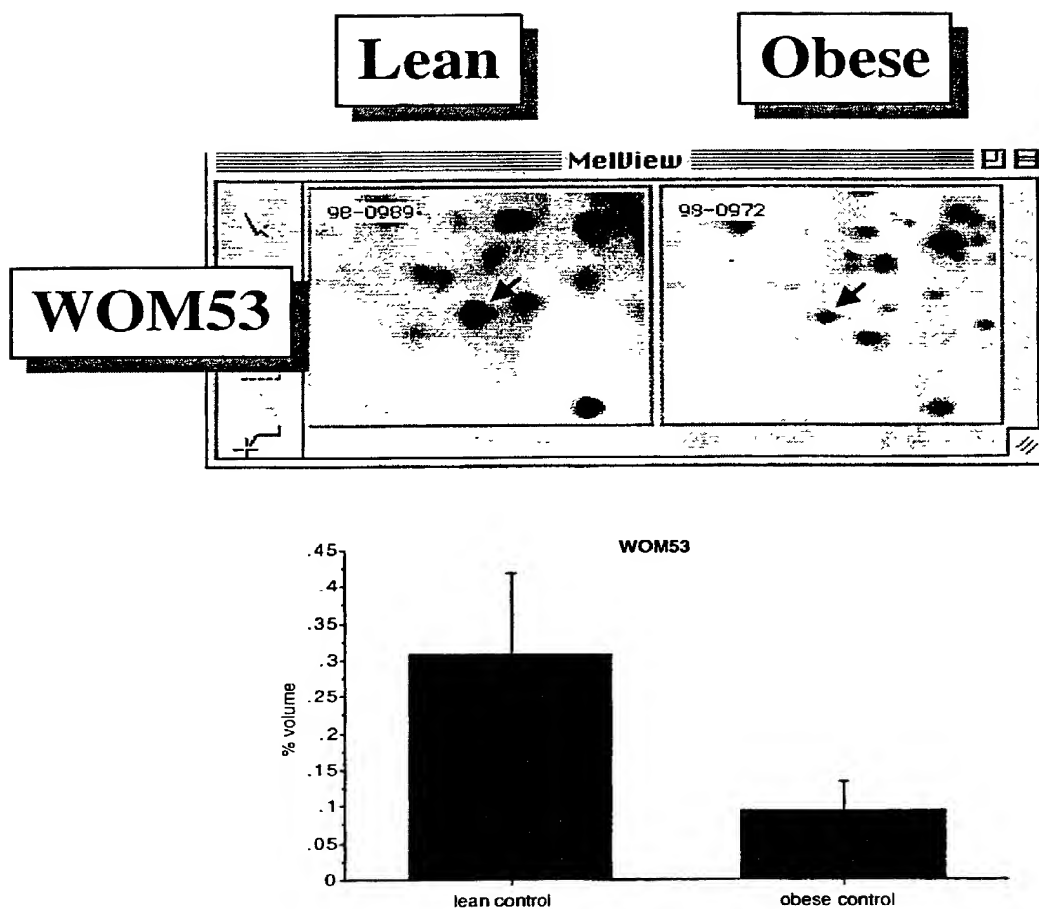 Lean
Obese
MelView
98-0989
98-0972
WOM53
WOM53
% volume
.45
.4
.35
.3
.25
.2
.15
.1
.05
0
lean control
obese control